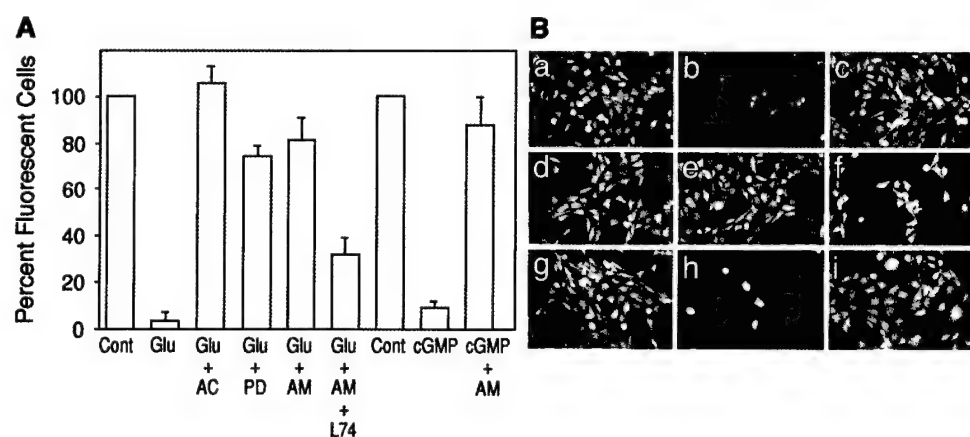 A
B
Percent Fluorescent Cells
100
80
60
40
20
0
Cont Glu Glu + AC Glu + PD Glu + AM Glu + AM + L74 Cont cGMP cGMP + AM
a b c
d e f
g h i